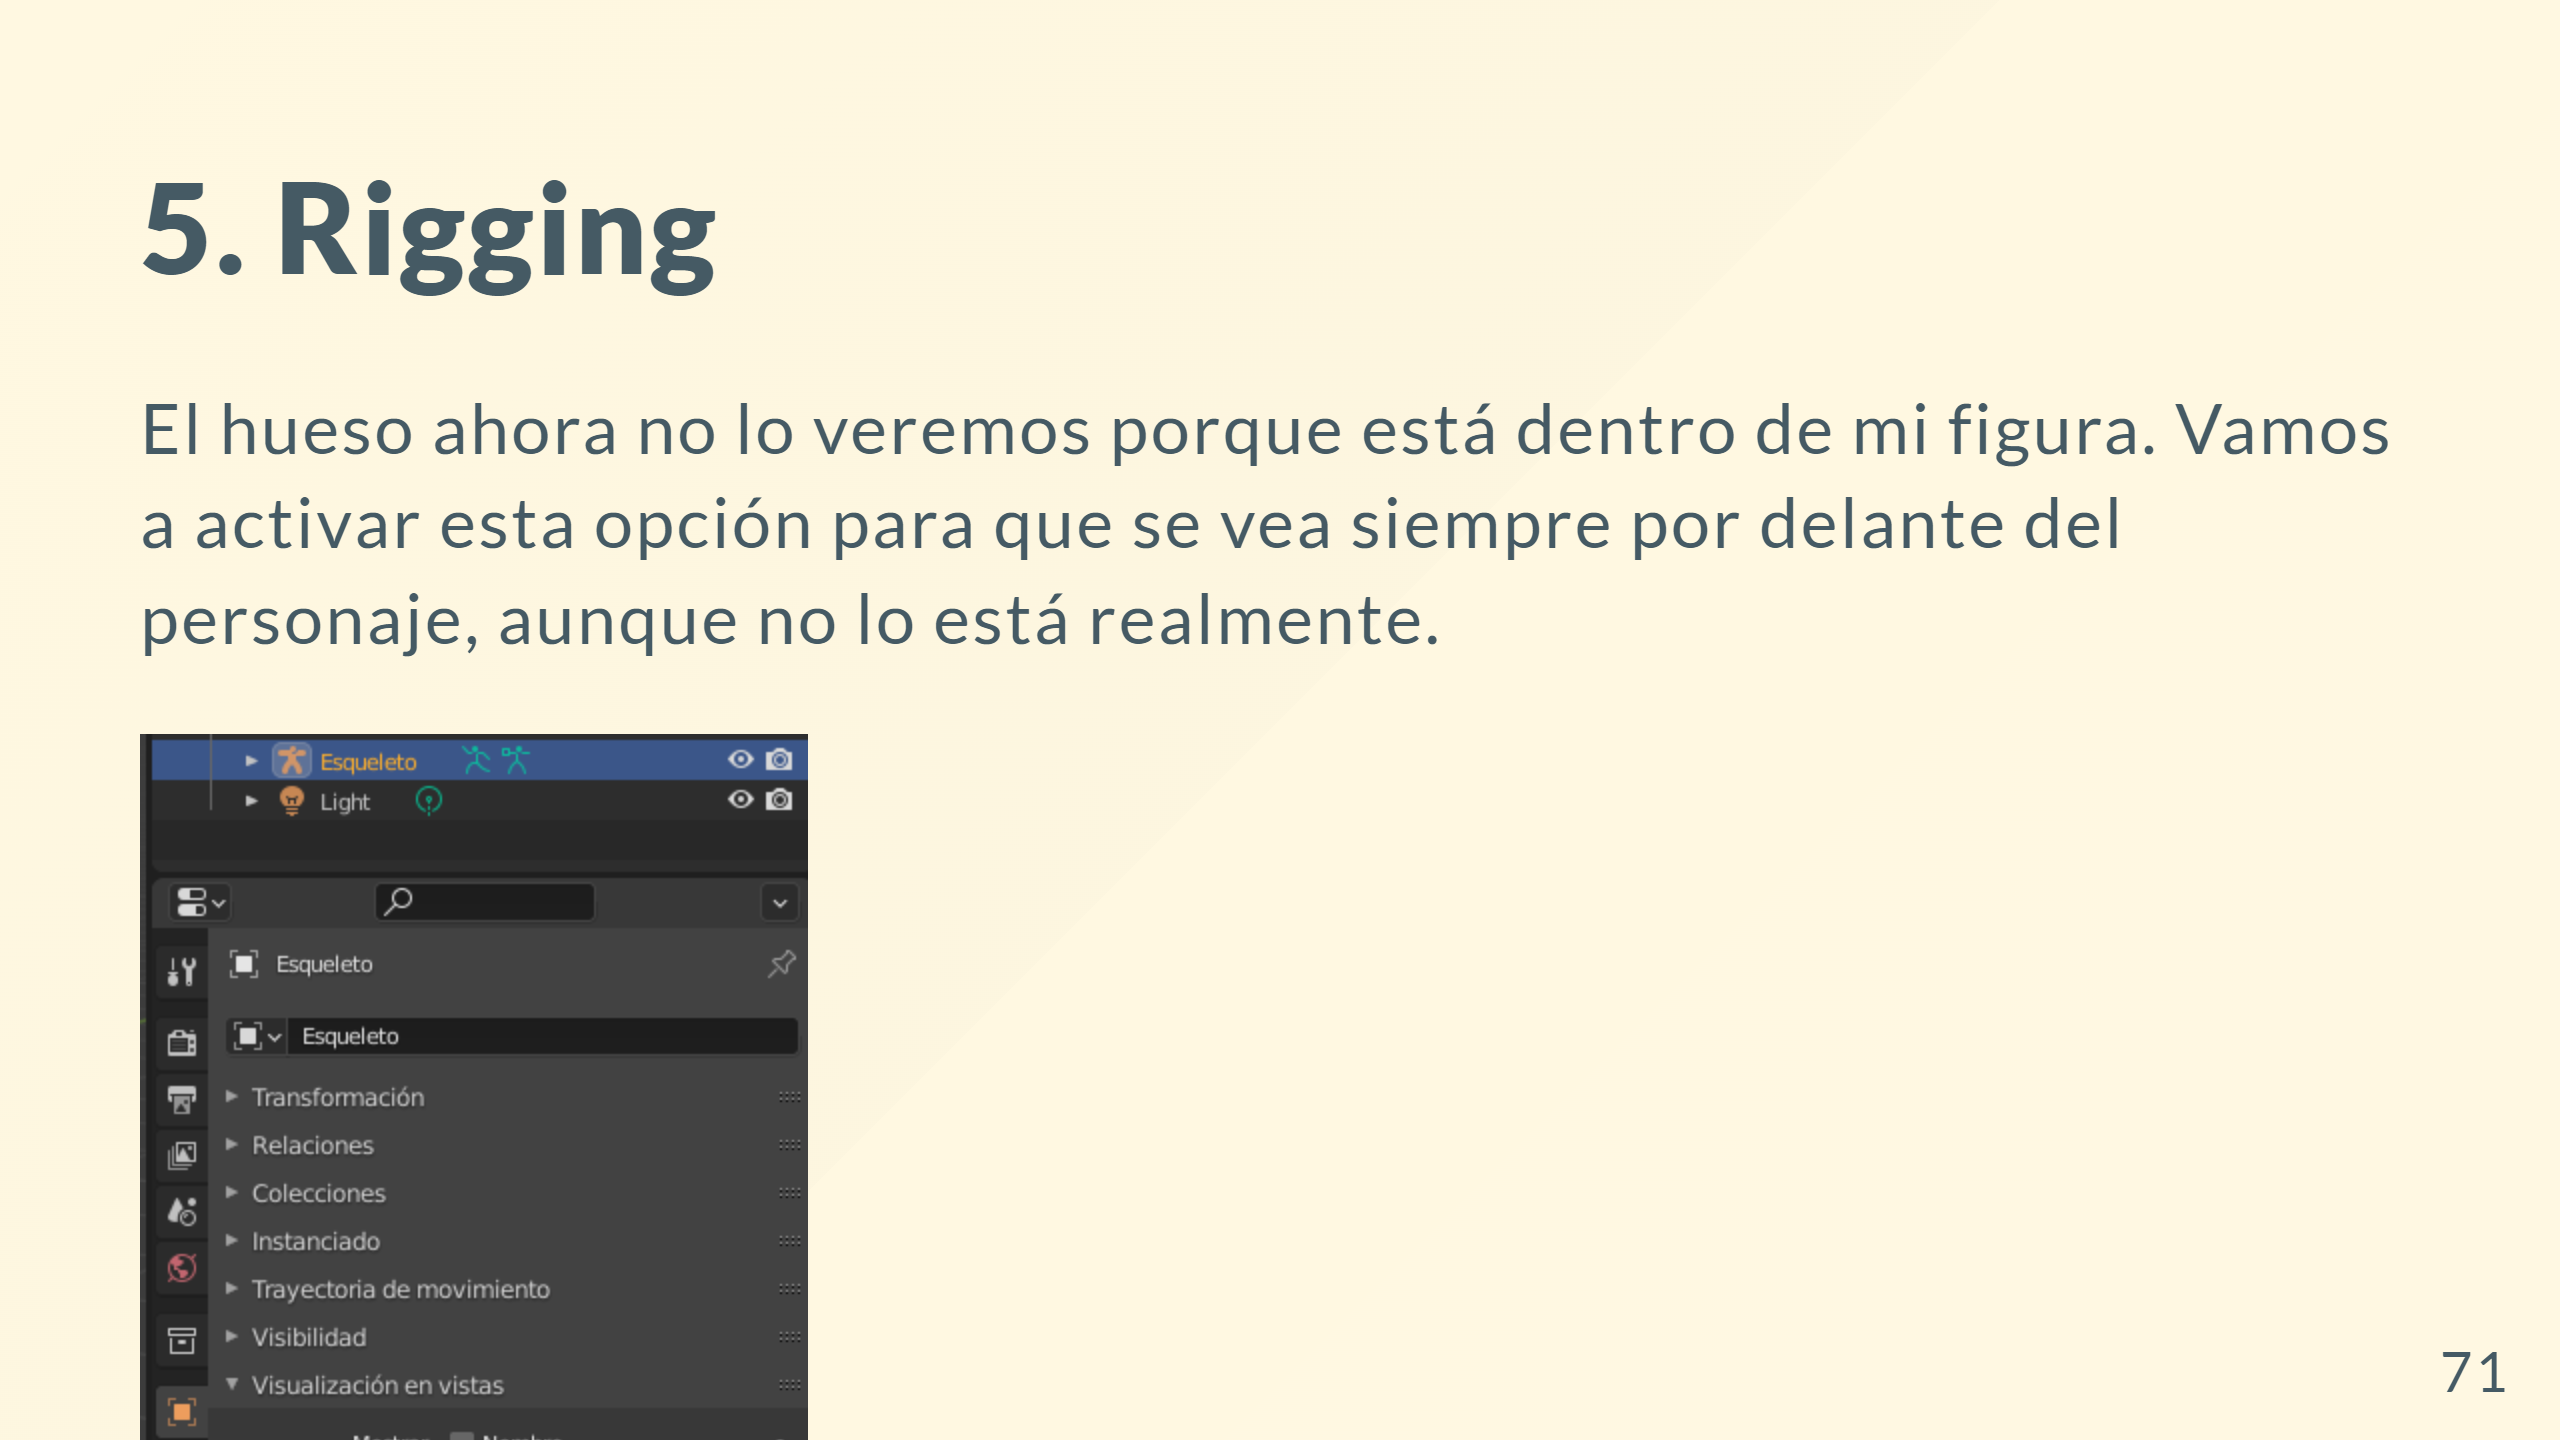 5. Rigging
El hueso ahora no lo veremos porque está dentro de mi figura. Vamos
a activar esta opción para que se vea siempre por delante del
personaje, aunque no lo está realmente.
Esqueleto
Light
Esqueleto
Esqueleto
Transformación
Relaciones
Colecciones
Instanciado
Trayectoria de movimiento
Visibilidad
Visualización en vistas
71